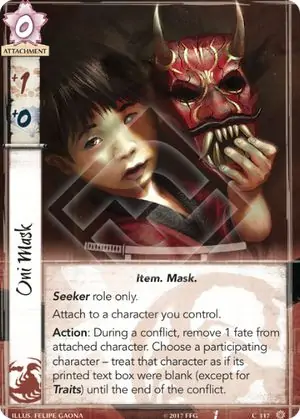 0
ATTACHMENT
+1
+0
Oni Mask
Item. Mask.
Seeker role only.
Attach to a character you control.
Action: During a conflict, remove 1 fate from
attached character. Choose a participating
character – treat that character as if its
printed text box were blank (except for
Traits) until the end of the conflict.
ILLUS. FELIPE GAONA
© 2017 FFG
C 117